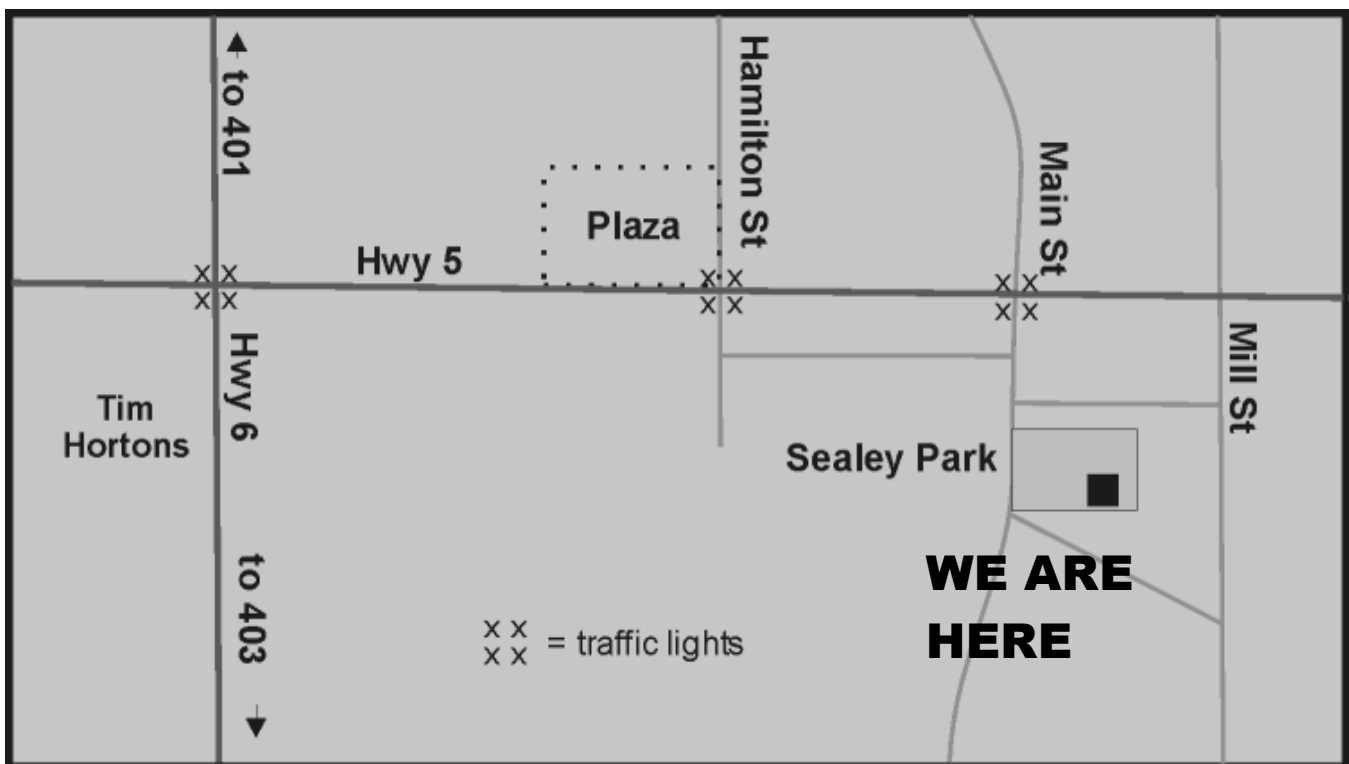 to 401
Hamilton St
Main St
Plaza
Hwy 5
x x
x x
x x
x x
x x
x x
Hwy 6
Mill St
Tim
Hortons
Sealey Park
to 403
WE ARE
HERE
x x
x x = traffic lights